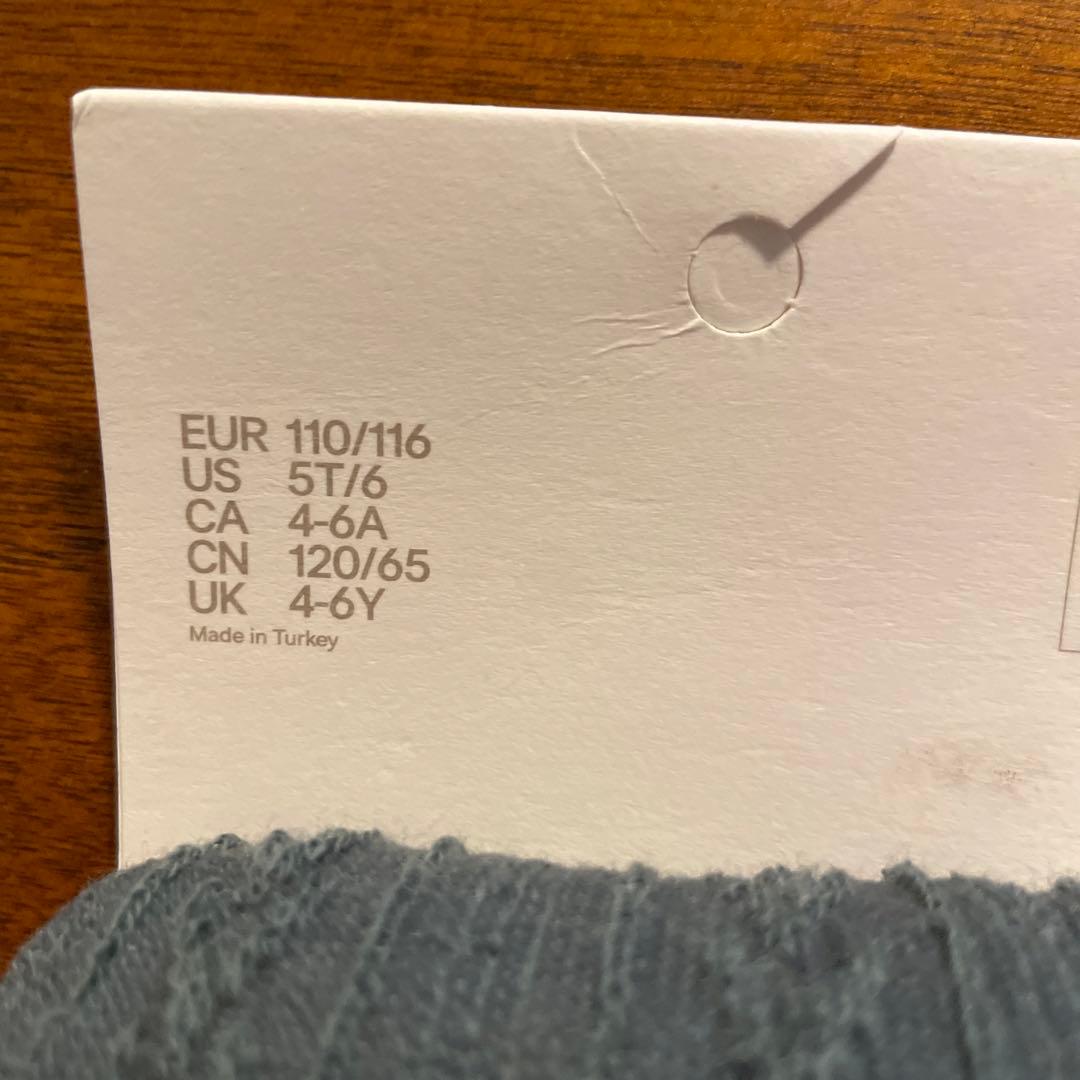 EUR 110/116
US 5T/6
CA 4-6A
CN 120/65
UK 4-6Y
Made in Turkey